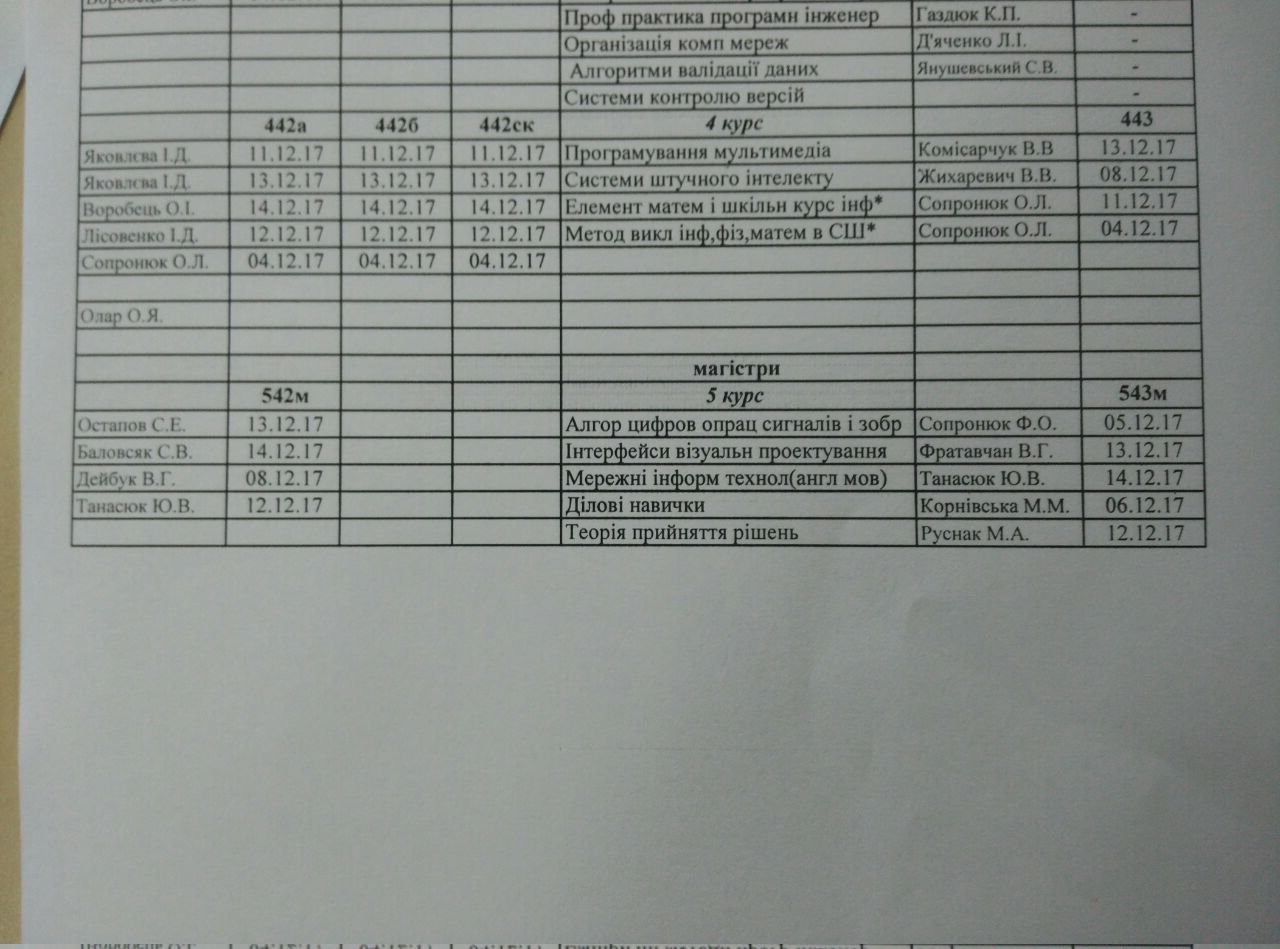 Проф практика програмн інженер Газдюк К.П. -
Організація комп мереж Д'яченко Л.І. -
Алгоритми валідації даних Янушевський С.В. -
Системи контролю версій -
442а 442б 442ск 4 курс 443
Яковлєва І.Д. 11.12.17 11.12.17 11.12.17 Програмування мультимедіа Комісарчук В.В 13.12.17
Яковлєва І.Д. 13.12.17 13.12.17 13.12.17 Системи штучного інтелекту Жихаревич В.В. 08.12.17
Воробець О.І. 14.12.17 14.12.17 14.12.17 Елемент матем і шкільн курс інф* Сопронюк О.Л. 11.12.17
Лісовенко І.Д. 12.12.17 12.12.17 12.12.17 Метод викл інф,фіз,матем в СШ* Сопронюк О.Л. 04.12.17
Сопронюк О.Л. 04.12.17 04.12.17 04.12.17
Олар О.Я.
магістри
542м 5 курс 543м
Остапов С.Е. 13.12.17 Алгор цифров опрац сигналів і зобр Сопронюк Ф.О. 05.12.17
Баловсяк С.В. 14.12.17 Інтерфейси візуальн проектування Фратавчан В.Г. 13.12.17
Дейбук В.Г. 08.12.17 Мережні інформ технол(англ мов) Танасюк Ю.В. 14.12.17
Танасюк Ю.В. 12.12.17 Ділові навички Корнівська М.М. 06.12.17
Теорія прийняття рішень Руснак М.А. 12.12.17